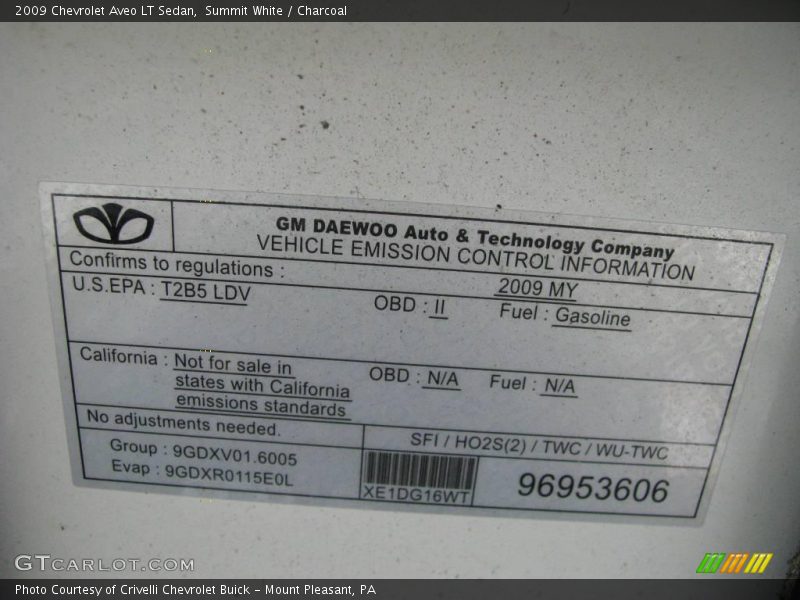 2009 Chevrolet Aveo LT Sedan, Summit White / Charcoal
GM DAEWOO Auto & Technology Company
VEHICLE EMISSION CONTROL INFORMATION
Confirms to regulations : 2009 MY
U.S.EPA : T2B5 LDV OBD : II Fuel : Gasoline
California : Not for sale in OBD : N/A Fuel : N/A
states with California
emissions standards
No adjustments needed. SFI / HO2S(2) / TWC / WU-TWC
Group : 9GDXV01.6005
Evap : 9GDXR0115E0L
XE1DG16WT 96953606
GTCARLOT.COM
Photo Courtesy of Crivelli Chevrolet Buick - Mount Pleasant, PA